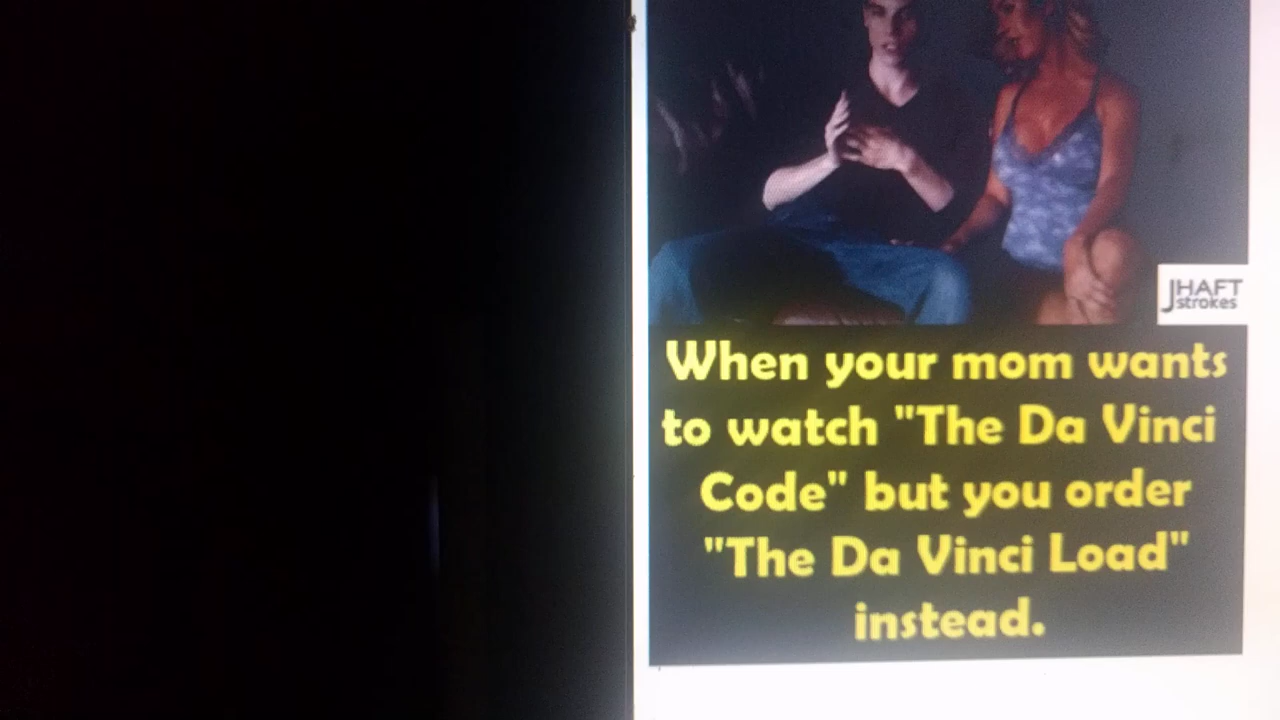 JHAFT
strokes
When your mom wants
to watch "The Da Vinci
Code" but you order
"The Da Vinci Load"
instead.